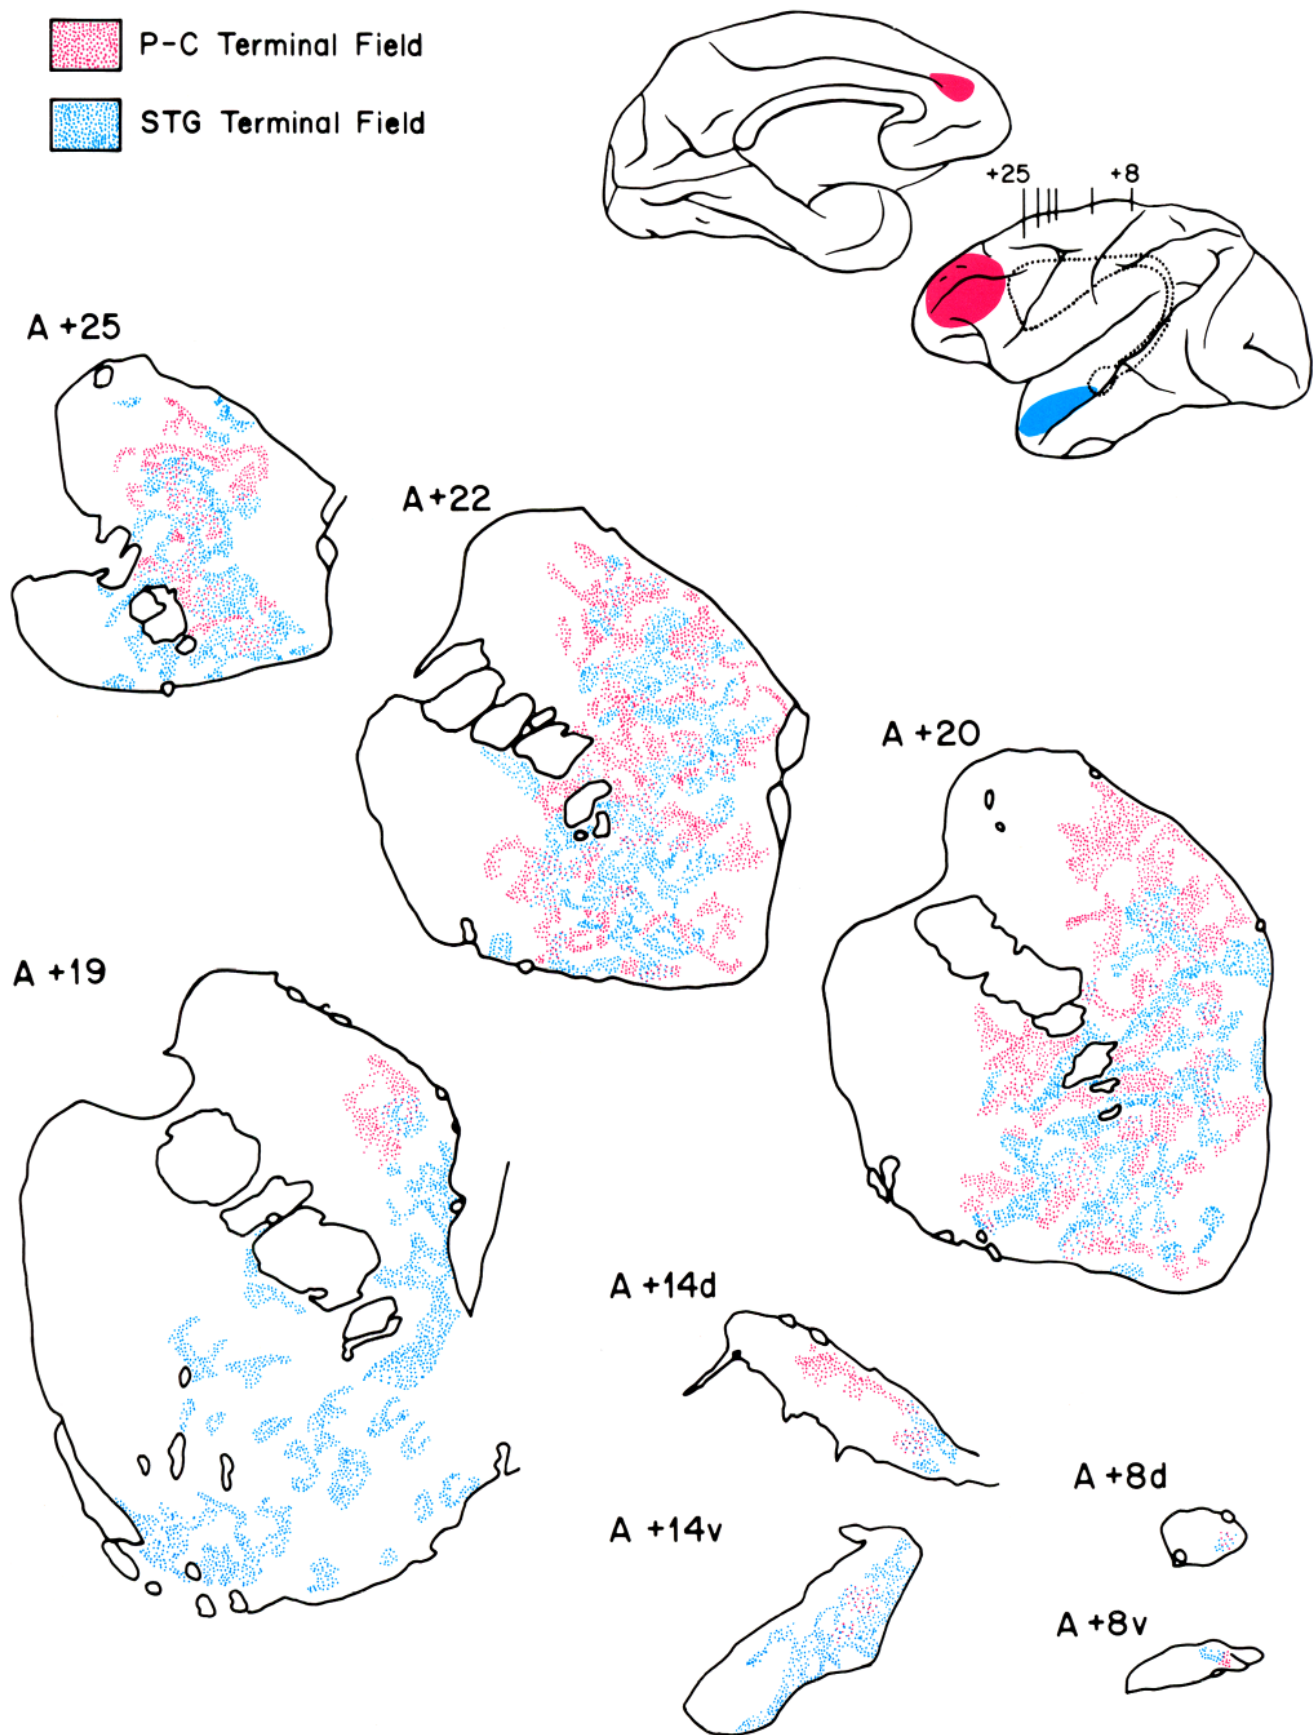 P-C Terminal Field
STG Terminal Field
+25
+8
A +25
A +22
A +20
A +19
A +14d
A +8d
A +14v
A +8v